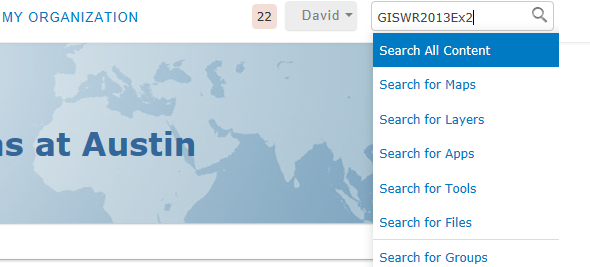 MY ORGANIZATION 22 David GISWR2013Ex2
Search All Content
Search for Maps
Search for Layers
as at Austin
Search for Apps
Search for Tools
Search for Files
Search for Groups